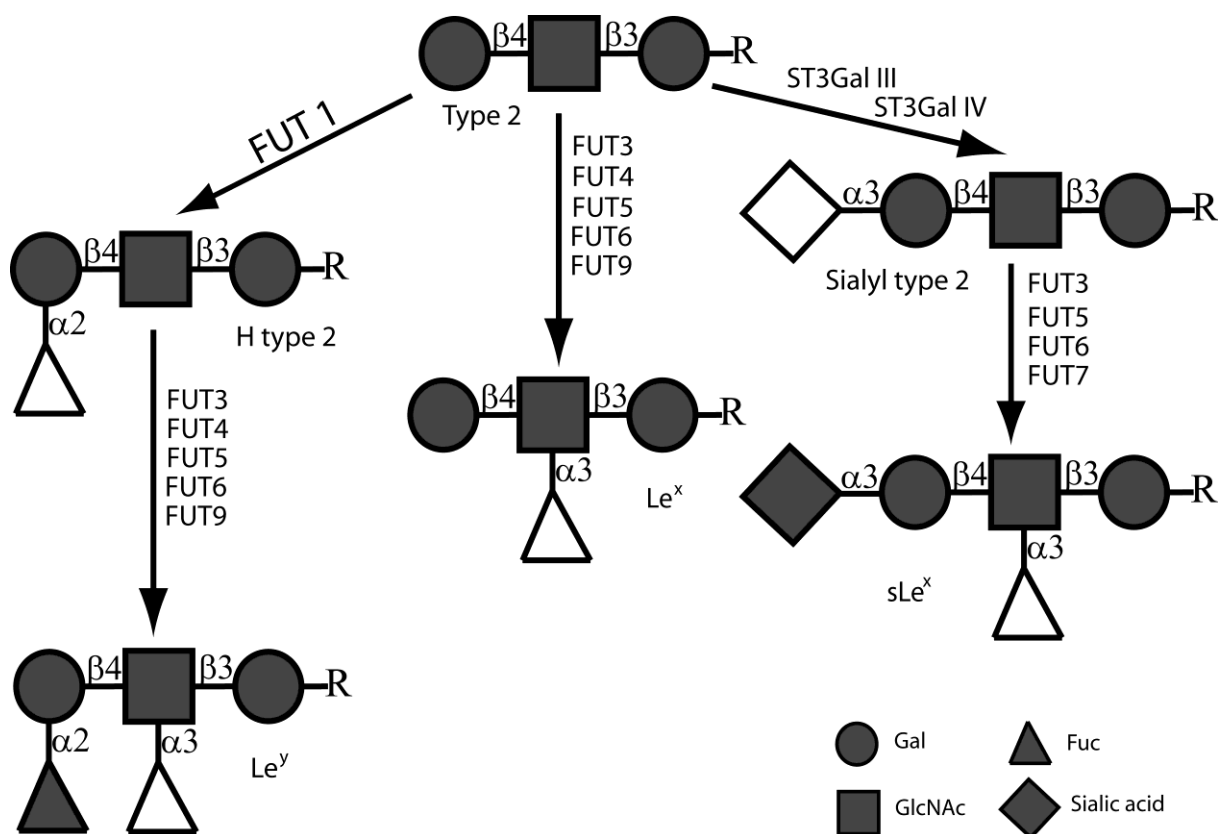 β4 β3 R
Type 2
FUT 1
FUT3
FUT4
FUT5
FUT6
FUT9
ST3Gal III
ST3Gal IV
β4 β3 R
α2
H type 2
α3 β4 β3 R
Sialyl type 2
FUT3
FUT4
FUT5
FUT6
FUT9
β4 β3 R
α3
Le^x
FUT3
FUT5
FUT6
FUT7
α3 β4 β3 R
α3
sLe^x
β4 β3 R
α2 α3
Le^y
Gal
Fuc
GlcNAc
Sialic acid